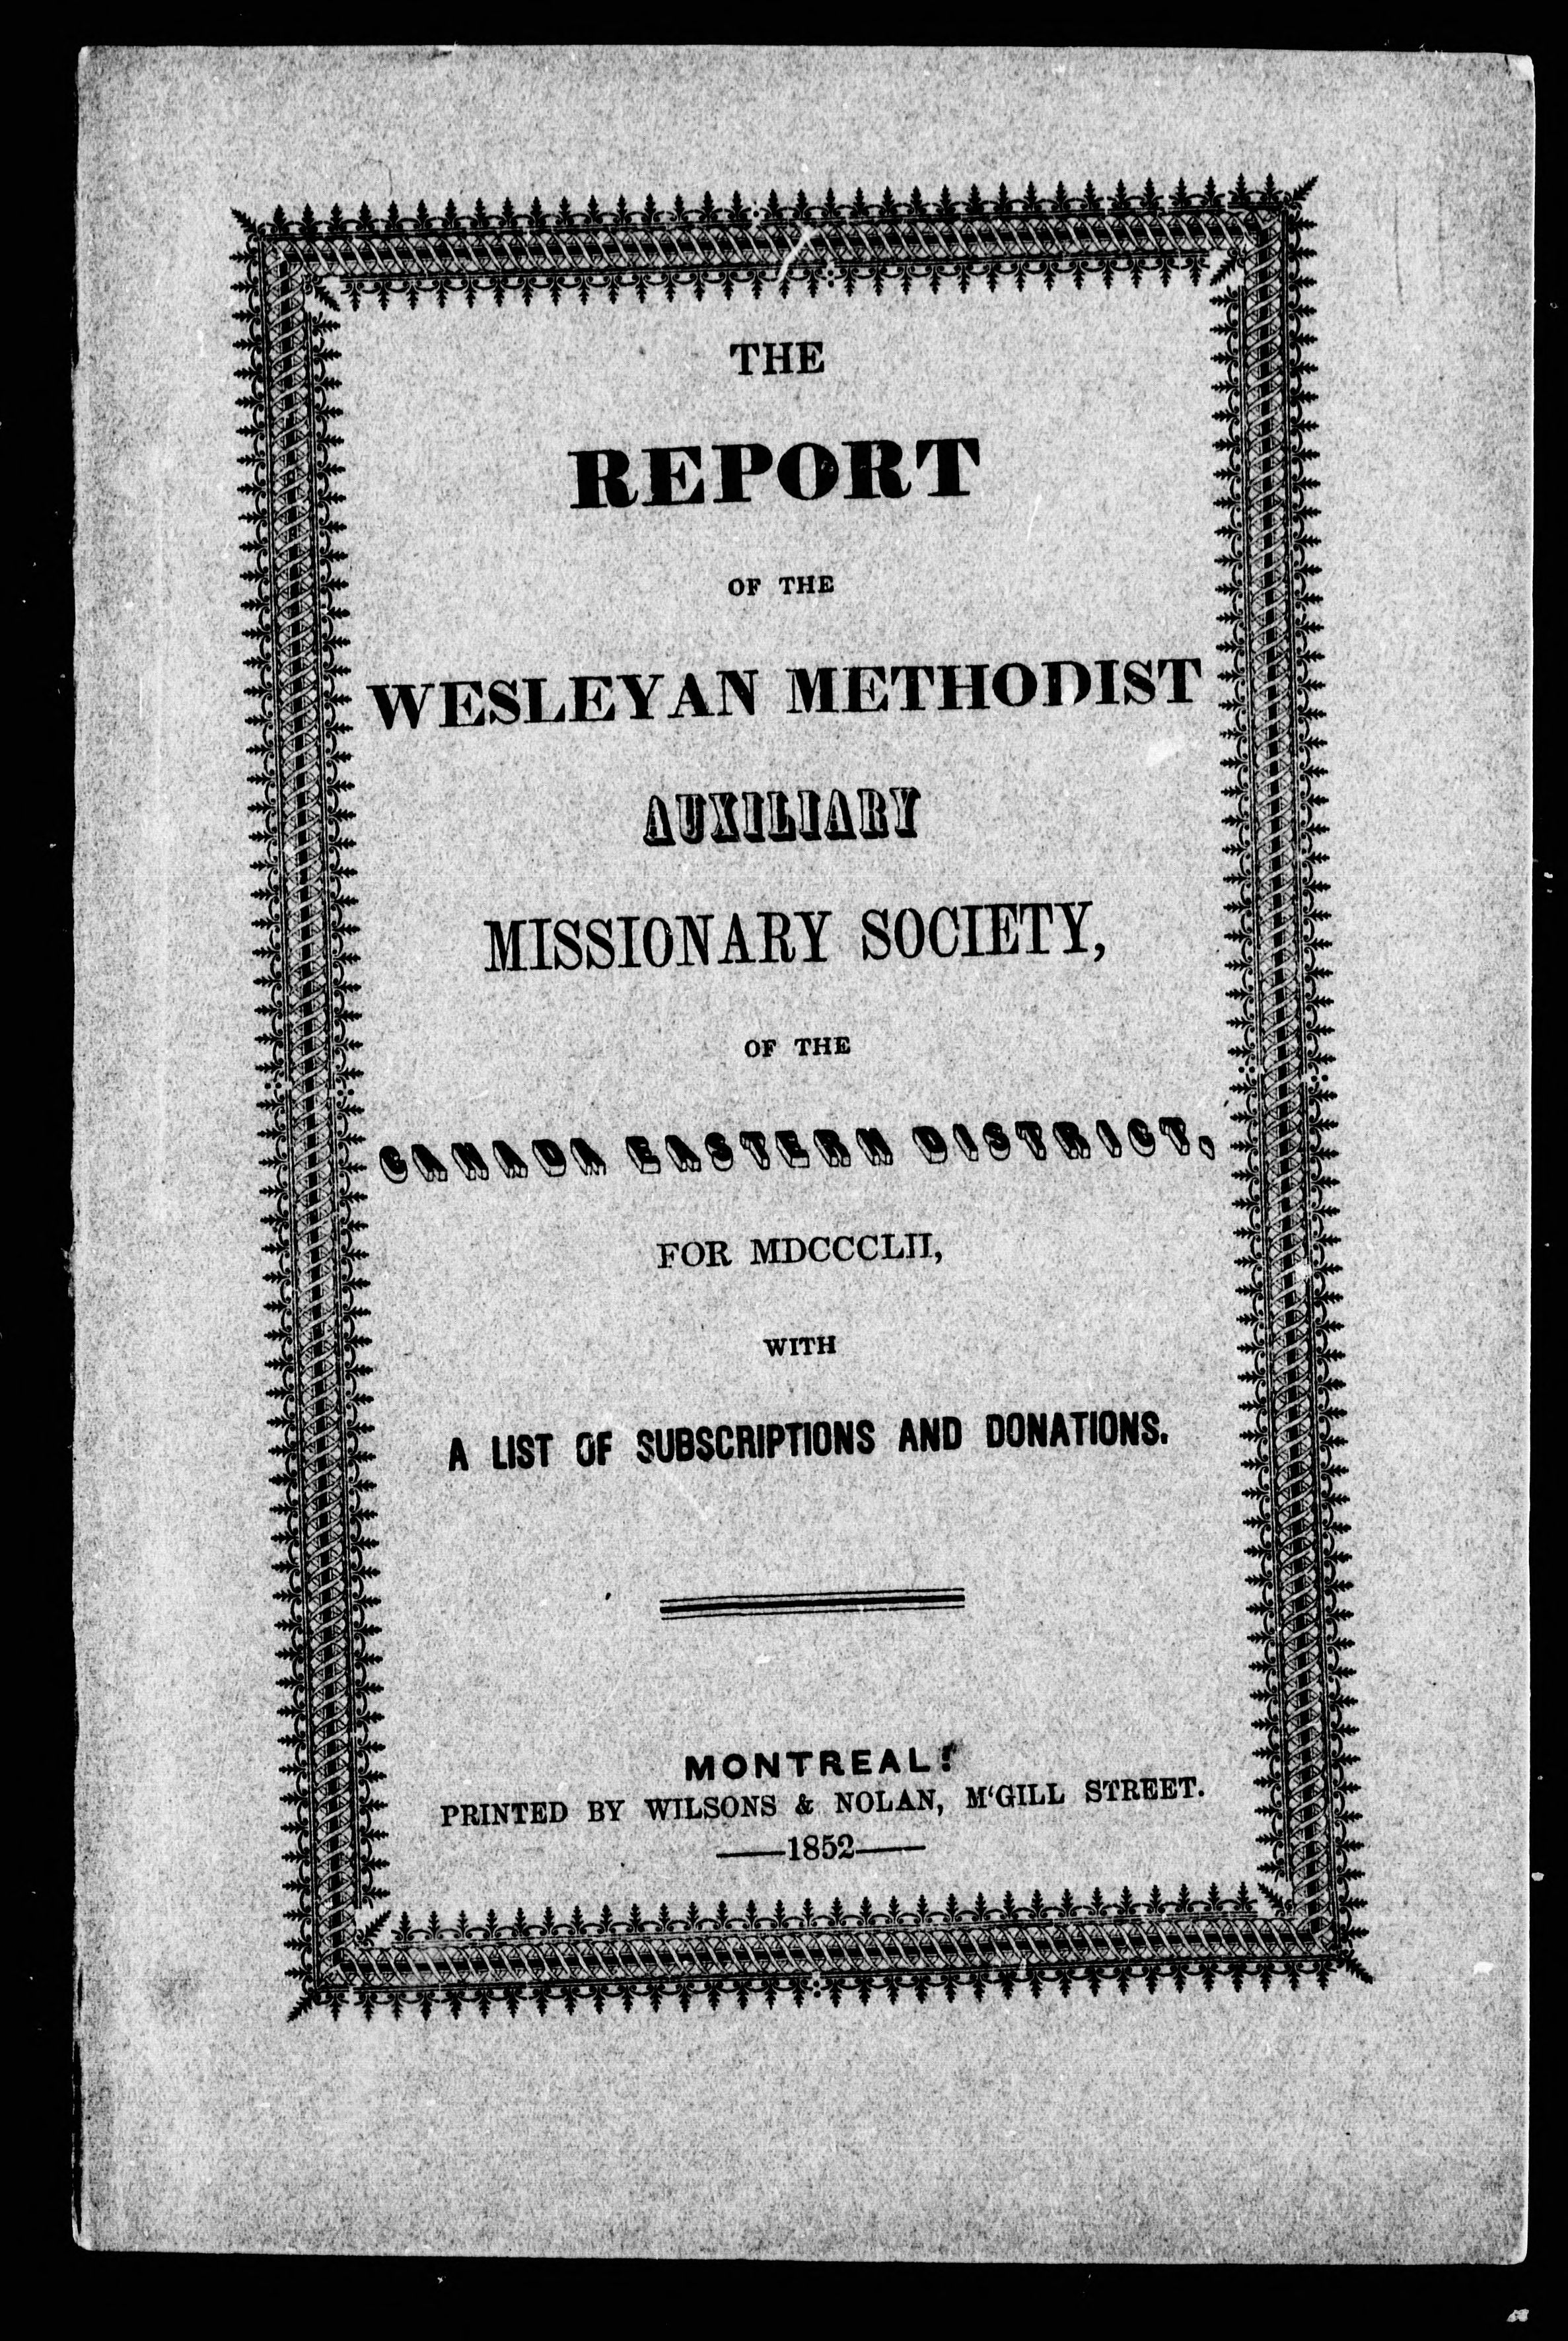 THE
REPORT
OF THE
WESLEYAN METHODIST
AUXILIARY
MISSIONARY SOCIETY,
OF THE
CANADA EASTERN DISTRICT,
FOR MDCCCLII,
WITH
A LIST OF SUBSCRIPTIONS AND DONATIONS.
MONTREAL:
PRINTED BY WILSONS & NOLAN, M‘GILL STREET.
——1852——